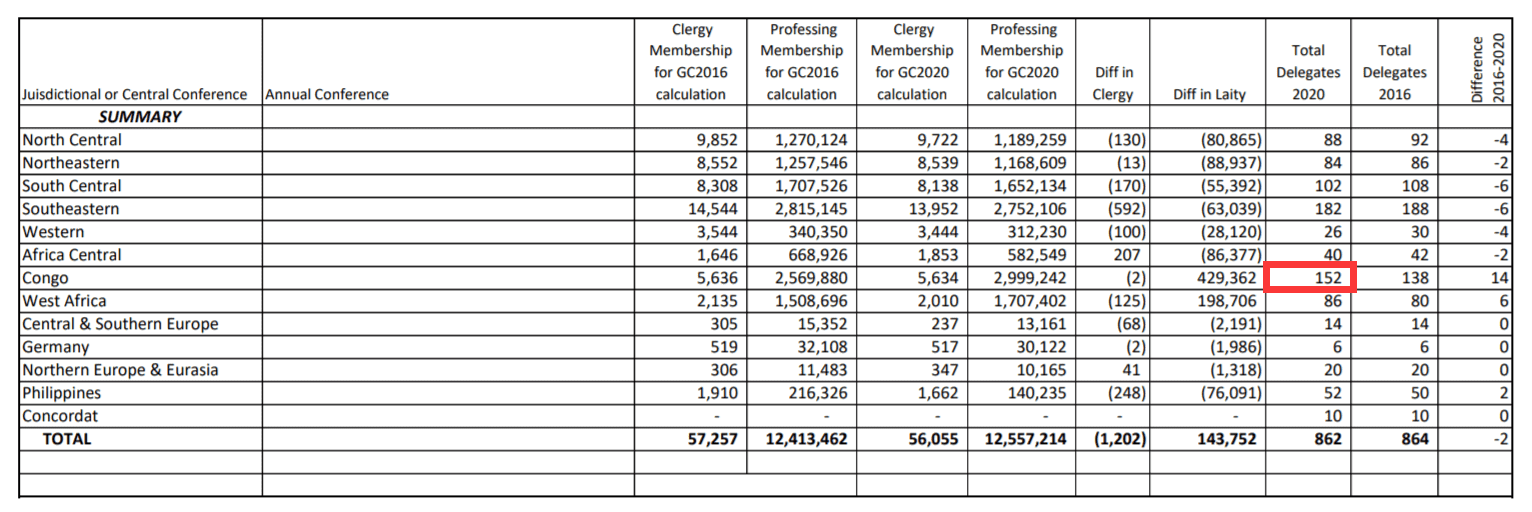 Juisdictional or Central Conference Annual Conference Clergy Membership for GC2016 calculation Professing Membership for GC2016 calculation Clergy Membership for GC2020 calculation Professing Membership for GC2020 calculation Diff in Clergy Diff in Laity Total Delegates 2020 Total Delegates 2016 Difference 2016-2020
SUMMARY
North Central 9,852 1,270,124 9,722 1,189,259 (130) (80,865) 88 92 -4
Northeastern 8,552 1,257,546 8,539 1,168,609 (13) (88,937) 84 86 -2
South Central 8,308 1,707,526 8,138 1,652,134 (170) (55,392) 102 108 -6
Southeastern 14,544 2,815,145 13,952 2,752,106 (592) (63,039) 182 188 -6
Western 3,544 340,350 3,444 312,230 (100) (28,120) 26 30 -4
Africa Central 1,646 668,926 1,853 582,549 207 (86,377) 40 42 -2
Congo 5,636 2,569,880 5,634 2,999,242 (2) 429,362 152 138 14
West Africa 2,135 1,508,696 2,010 1,707,402 (125) 198,706 86 80 6
Central & Southern Europe 305 15,352 237 13,161 (68) (2,191) 14 14 0
Germany 519 32,108 517 30,122 (2) (1,986) 6 6 0
Northern Europe & Eurasia 306 11,483 347 10,165 41 (1,318) 20 20 0
Philippines 1,910 216,326 1,662 140,235 (248) (76,091) 52 50 2
Concordat - - - - - - 10 10 0
TOTAL 57,257 12,413,462 56,055 12,557,214 (1,202) 143,752 862 864 -2